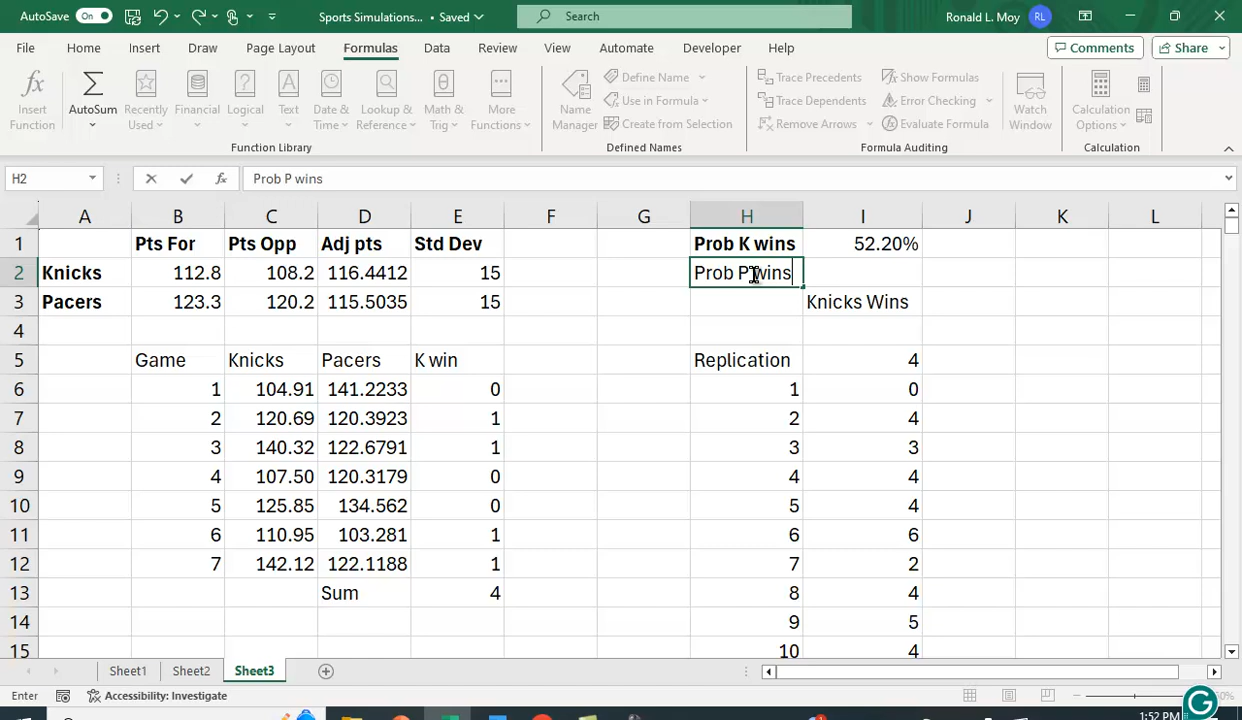 AutoSave On Sports Simulations... • Saved Search Ronald L. Moy RL
File Home Insert Draw Page Layout Formulas Data Review View Automate Developer Help Comments Share
Insert Function AutoSum Recently Used Financial Logical Text Date & Time Lookup & Reference Math & Trig More Functions Name Manager Define Name Use in Formula Create from Selection Trace Precedents Trace Dependents Remove Arrows Show Formulas Error Checking Evaluate Formula Watch Window Calculation Options
Function Library Defined Names Formula Auditing Calculation
H2 fx Prob P wins
A B C D E F G H I J K L
1 Pts For Pts Opp Adj pts Std Dev Prob K wins 52.20%
2 Knicks 112.8 108.2 116.4412 15 Prob P wins
3 Pacers 123.3 120.2 115.5035 15 Knicks Wins
4
5 Game Knicks Pacers K win Replication 4
6 1 104.91 141.2233 0 1 0
7 2 120.69 120.3923 1 2 4
8 3 140.32 122.6791 1 3 3
9 4 107.50 120.3179 0 4 4
10 5 125.85 134.562 0 5 4
11 6 110.95 103.281 1 6 6
12 7 142.12 122.1188 1 7 2
13 Sum 4 8 4
14 9 5
15 10 4
Sheet1 Sheet2 Sheet3
Enter Accessibility: Investigate
1:52 PM